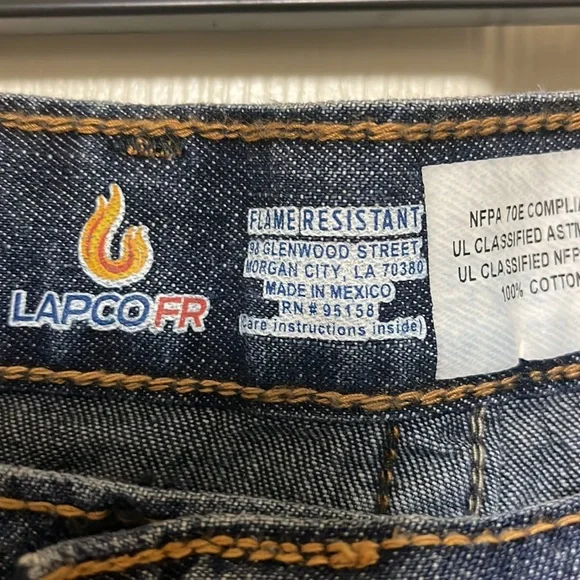 LAPCO FR
FLAME RESISTANT
98 GLENWOOD STREET
MORGAN CITY, LA 70380
MADE IN MEXICO
RN # 95158
(care instructions inside)
NFPA 70E COMPLIA
UL CLASSIFIED ASTM
UL CLASSIFIED NFP
100% COTTON